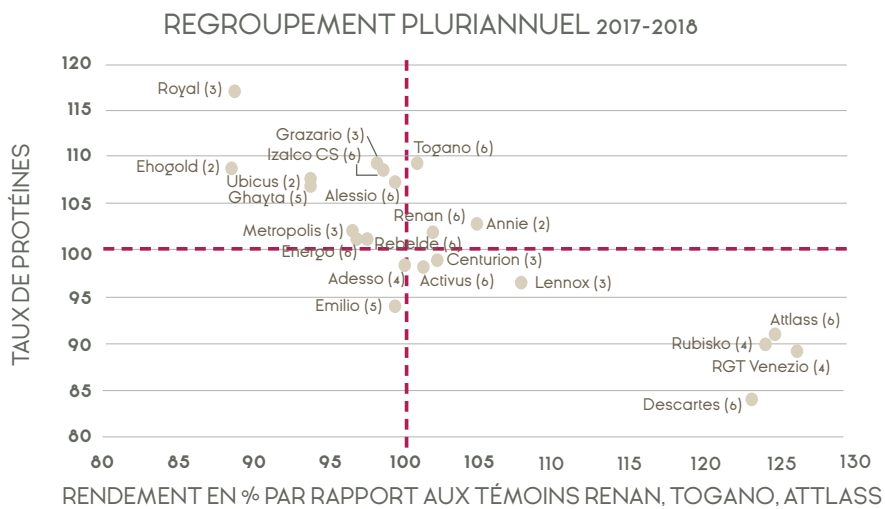 REGROUPEMENT PLURIANNUEL 2017-2018
TAUX DE PROTÉINES
120
115
110
105
100
95
90
85
80
Royal (3)
Grazario (3)
Izalco CS (6)
Togano (6)
Ehogold (2)
Ubicus (2)
Ghayta (5)
Alessio (6)
Renan (6)
Annie (2)
Metropolis (3)
Rebelde (6)
Energo (6)
Centurion (3)
Adesso (4)
Activus (6)
Lennox (3)
Emilio (5)
Attlass (6)
Rubisko (4)
RGT Venezio (4)
Descartes (6)
80 85 90 95 100 105 110 115 120 125 130
RENDEMENT EN % PAR RAPPORT AUX TÉMOINS RENAN, TOGANO, ATTLASS